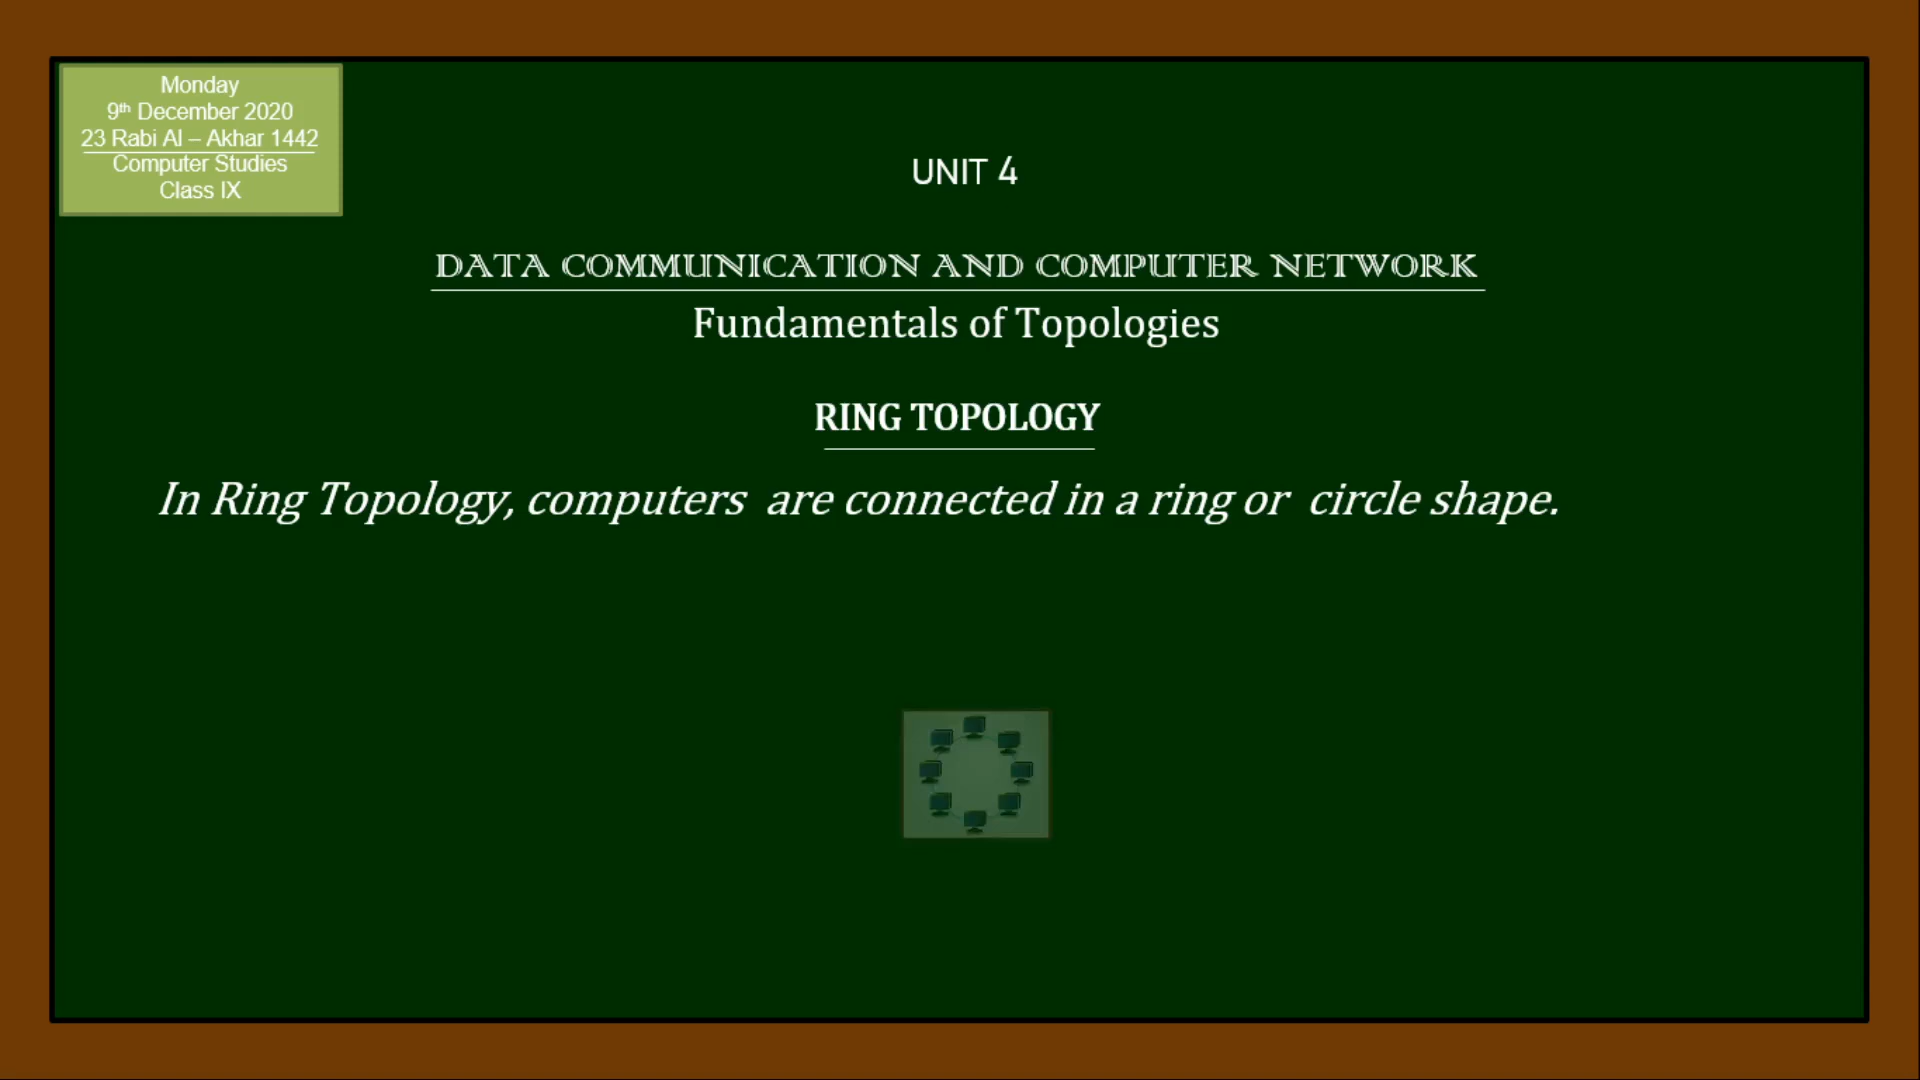 Monday
9th December 2020
23 Rabi Al – Akhar 1442
Computer Studies
Class IX
UNIT 4
DATA COMMUNICATION AND COMPUTER NETWORK
Fundamentals of Topologies
RING TOPOLOGY
In Ring Topology, computers are connected in a ring or circle shape.